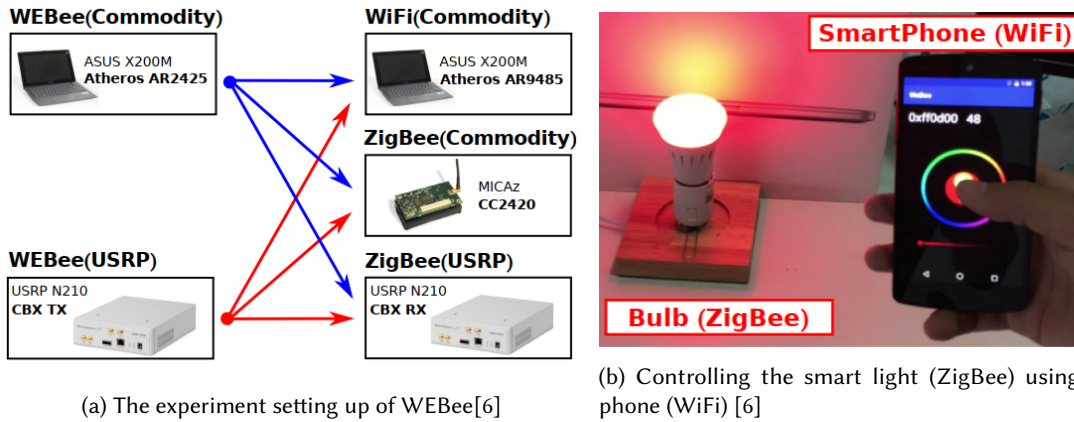 WEBee(Commodity)
ASUS X200M
Atheros AR2425
WiFi(Commodity)
ASUS X200M
Atheros AR9485
ZigBee(Commodity)
MICAz
CC2420
WEBee(USRP)
USRP N210
CBX TX
ZigBee(USRP)
USRP N210
CBX RX
(a) The experiment setting up of WEBee[6]
SmartPhone (WiFi)
WeBee
0xff0d00 48
Bulb (ZigBee)
(b) Controlling the smart light (ZigBee) using
phone (WiFi) [6]